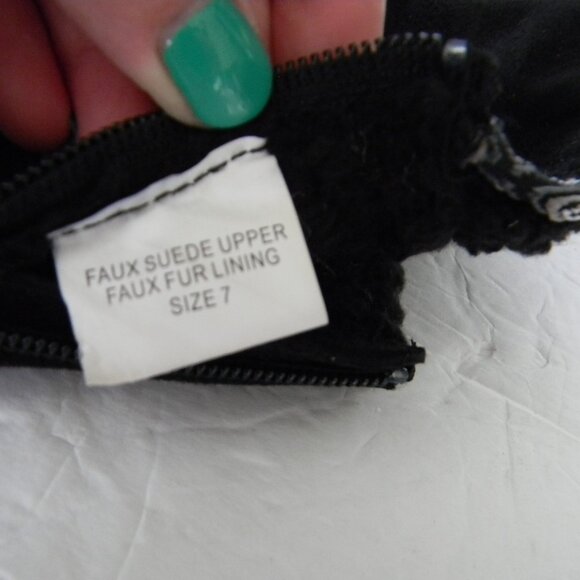 FAUX SUEDE UPPER
FAUX FUR LINING
SIZE 7